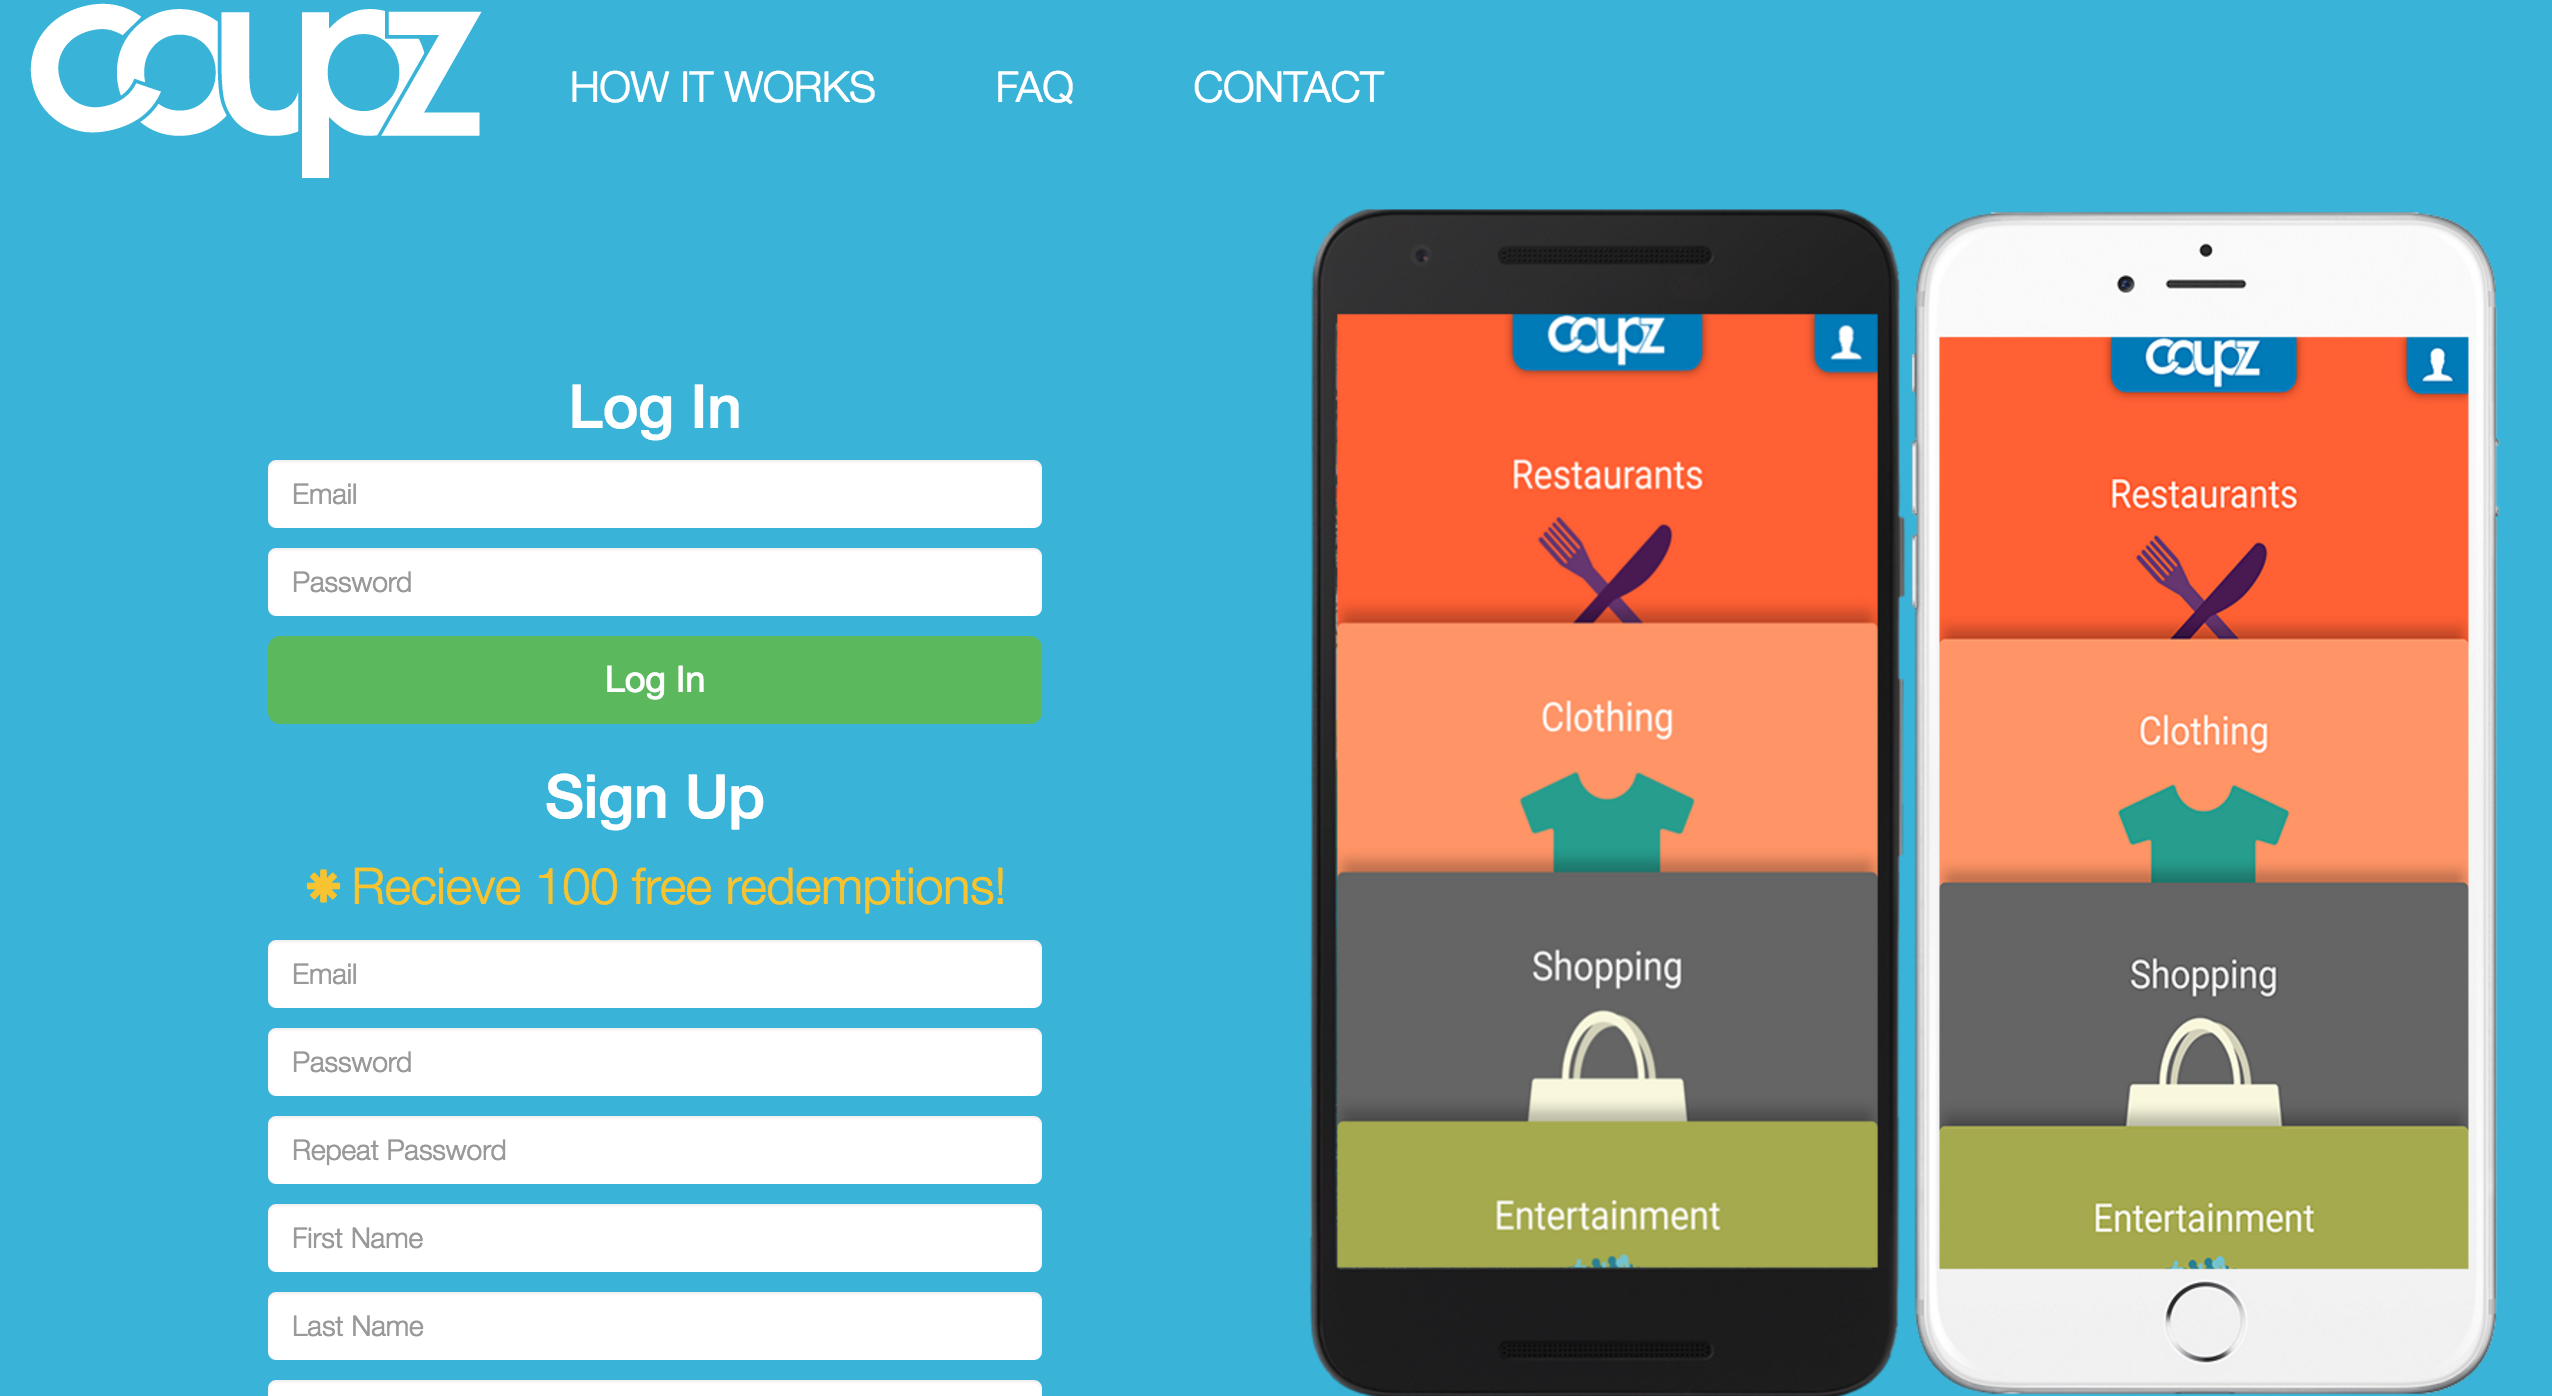 coupz
HOW IT WORKS
FAQ
CONTACT
Log In
Email
Password
Log In
Sign Up
* Recieve 100 free redemptions!
Email
Password
Repeat Password
First Name
Last Name
coupz
Restaurants
Clothing
Shopping
Entertainment
coupz
Restaurants
Clothing
Shopping
Entertainment